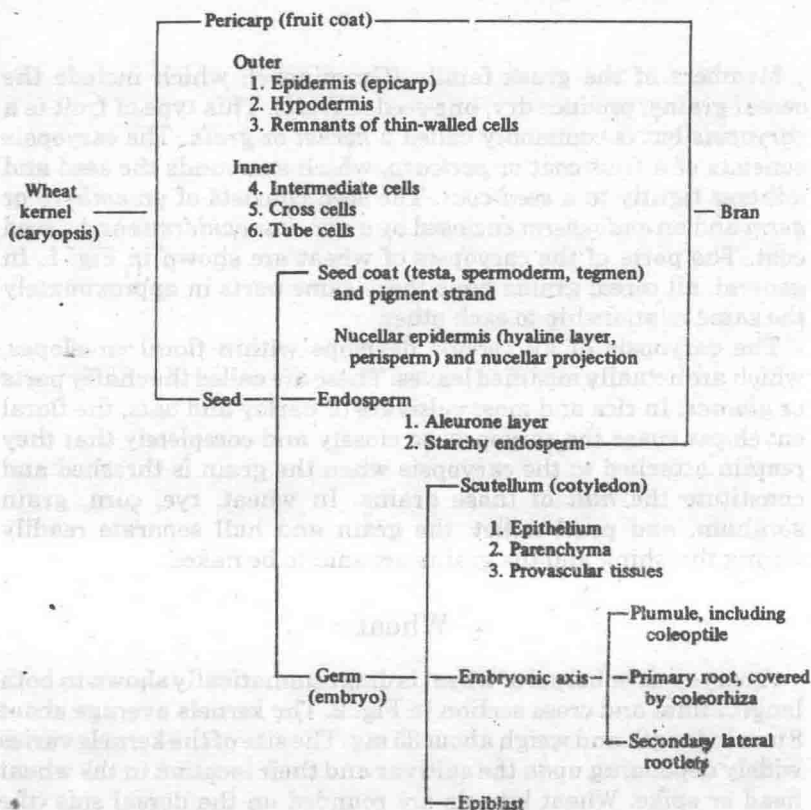 Pericarp (fruit coat)
Outer
1. Epidermis (epicarp)
2. Hypodermis
3. Remnants of thin-walled cells
Inner
4. Intermediate cells
5. Cross cells
6. Tube cells
Wheat
kernel
(caryopsis)
Bran
Seed coat (testa, spermoderm, tegmen)
and pigment strand
Nucellar epidermis (hyaline layer,
perisperm) and nucellar projection
Seed
Endosperm
1. Aleurone layer
2. Starchy endosperm
Scutellum (cotyledon)
1. Epithelium
2. Parenchyma
3. Provascular tissues
Plumule, including
coleoptile
Germ
(embryo)
Embryonic axis
Primary root, covered
by coleorhiza
Secondary lateral
rootlets
Epiblast